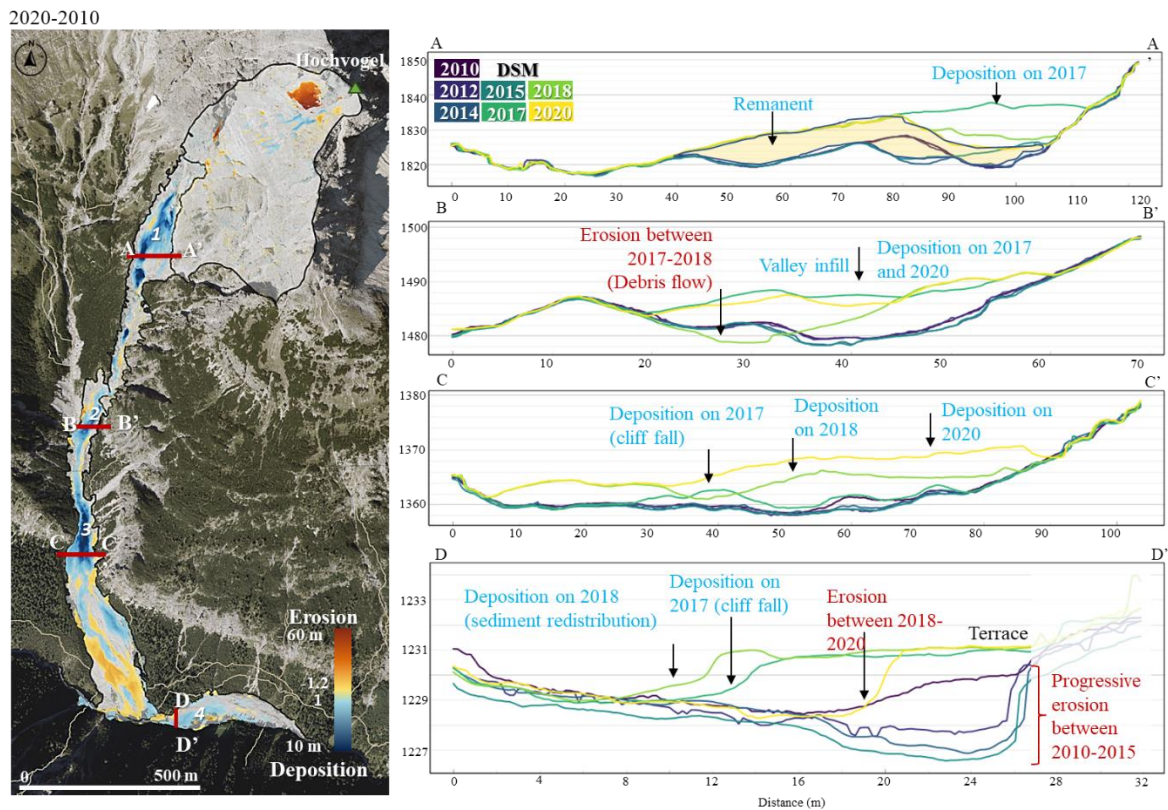 2020-2010
N
Hochvogel
1
A A'
2
B B'
3
C C'
D
4
D'
Erosion
60 m
1.2
1
10 m
Deposition
0 500 m
A A
'
2010 DSM
2012 2015 2018
2014 2017 2020
Remanent
Deposition on 2017
1850
1840
1830
1820
0 10 20 30 40 50 60 70 80 90 100 110 120
B B'
Erosion between
2017-2018
(Debris flow)
Valley infill
Deposition on 2017
and 2020
1500
1490
1480
0 10 20 30 40 50 60 70
C C'
Deposition on 2017
(cliff fall)
Deposition
on 2018
Deposition on
2020
1380
1370
1360
0 10 20 30 40 50 60 70 80 90 100
D D'
Deposition on 2018
(sediment redistribution)
Deposition on
2017 (cliff fall)
Erosion
between 2018-
2020
Terrace
Progressive
erosion
between
2010-2015
1233
1231
1229
1227
0 4 8 12 16 20 24 28 32
Distance (m)